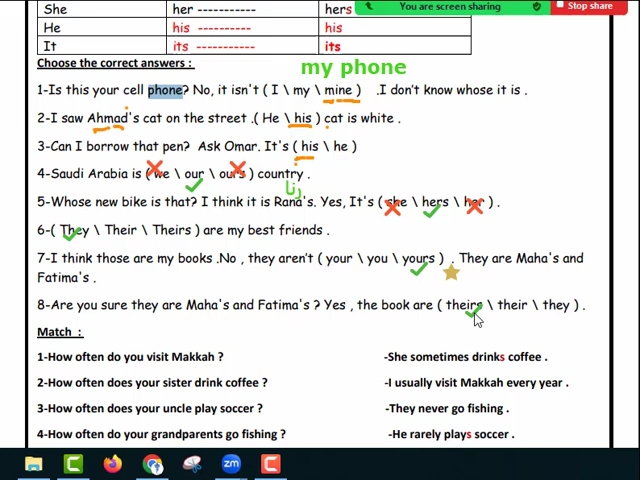 She her ----------- hers
You are screen sharing Stop share
He his ---------- his
It its ---------- its
Choose the correct answers :
my phone
1-Is this your cell phone? No, it isn't ( I \ my \ mine ) .I don't know whose it is .
2-I saw Ahmad's cat on the street .( He \ his ) cat is white .
3-Can I borrow that pen? Ask Omar. It's ( his \ he )
4-Saudi Arabia is ( we \ our \ ours ) country .
رنا
5-Whose new bike is that? I think it is Rana's. Yes, It's ( she \ hers \ her ) .
6-( They \ Their \ Theirs ) are my best friends .
7-I think those are my books .No , they aren't ( your \ you \ yours ) . They are Maha's and
Fatima's .
8-Are you sure they are Maha's and Fatima's ? Yes , the book are ( theirs \ their \ they ) .
Match :
1-How often do you visit Makkah ? -She sometimes drinks coffee .
2-How often does your sister drink coffee ? -I usually visit Makkah every year .
3-How often does your uncle play soccer ? -They never go fishing .
4-How often do your grandparents go fishing ? -He rarely plays soccer .